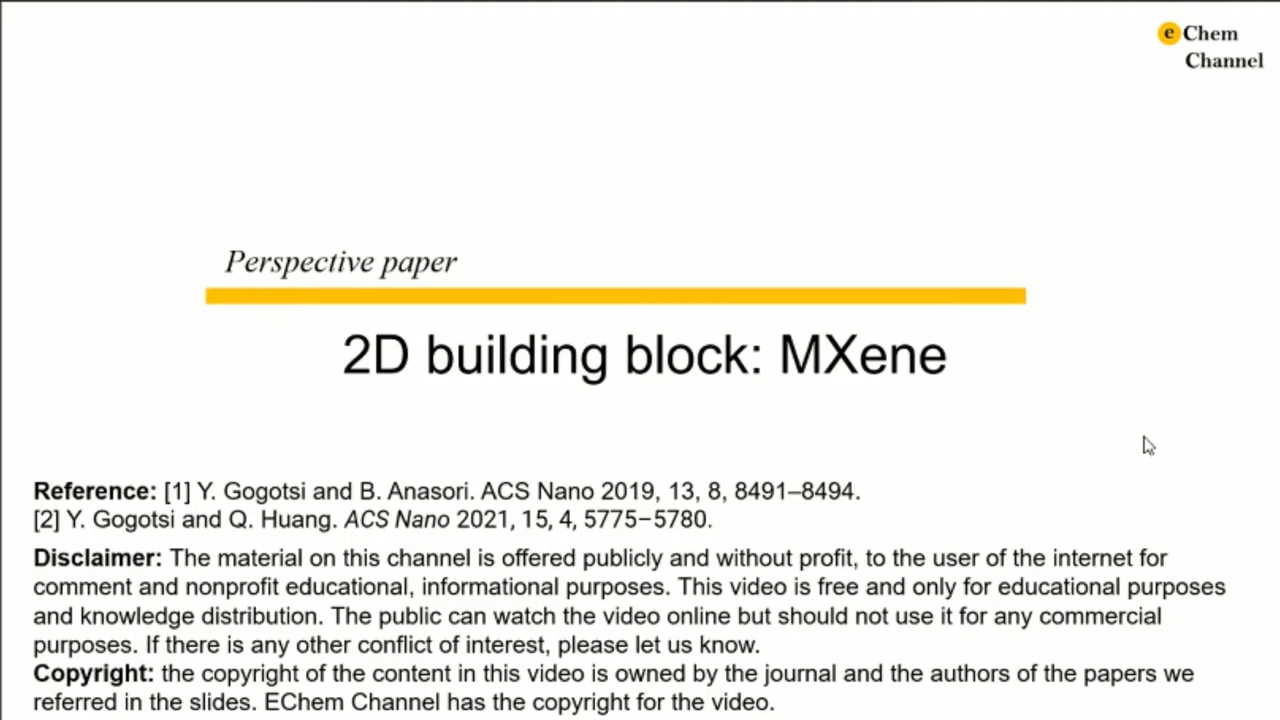 e Chem
Channel
Perspective paper
2D building block: MXene
Reference: [1] Y. Gogotsi and B. Anasori. ACS Nano 2019, 13, 8, 8491–8494.
[2] Y. Gogotsi and Q. Huang. ACS Nano 2021, 15, 4, 5775−5780.
Disclaimer: The material on this channel is offered publicly and without profit, to the user of the internet for
comment and nonprofit educational, informational purposes. This video is free and only for educational purposes
and knowledge distribution. The public can watch the video online but should not use it for any commercial
purposes. If there is any other conflict of interest, please let us know.
Copyright: the copyright of the content in this video is owned by the journal and the authors of the papers we
referred in the slides. EChem Channel has the copyright for the video.